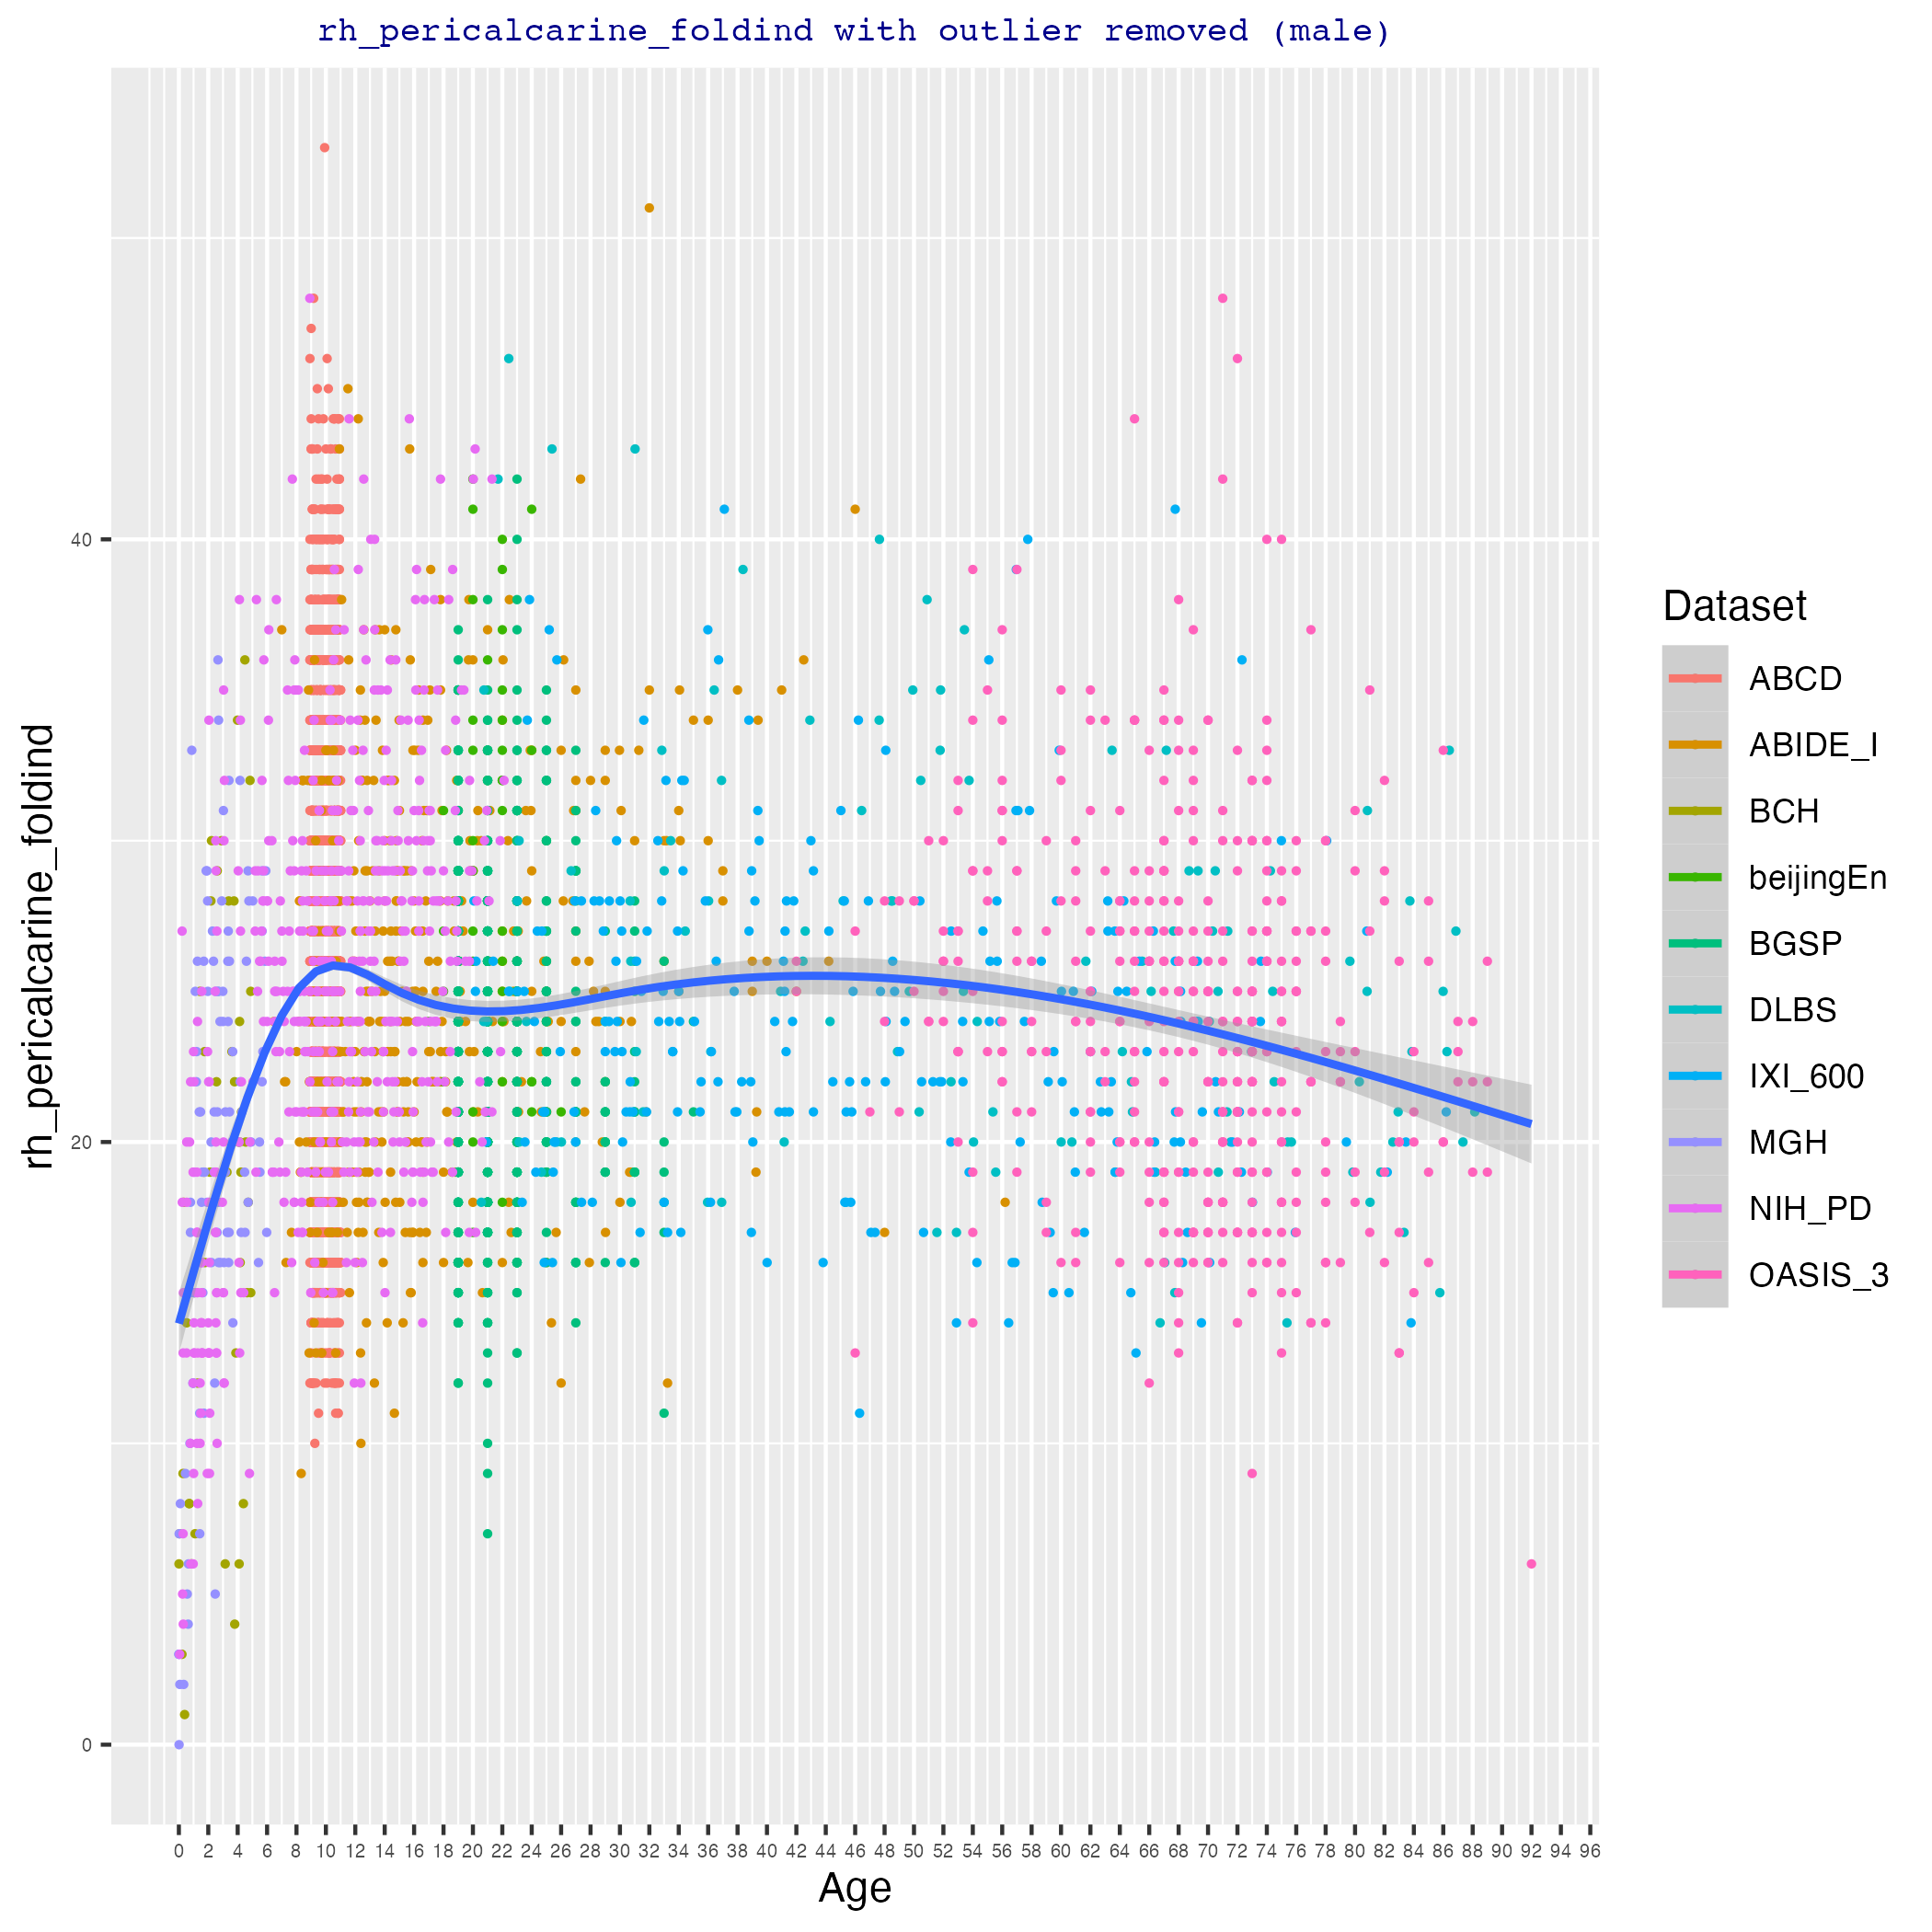 rh_pericalcarine_foldind with outlier removed (male)
rh_pericalcarine_foldind
40
20
0
0 2 4 6 8 10 12 14 16 18 20 22 24 26 28 30 32 34 36 38 40 42 44 46 48 50 52 54 56 58 60 62 64 66 68 70 72 74 76 78 80 82 84 86 88 90 92 94 96
Age
Dataset
ABCD
ABIDE_I
BCH
beijingEn
BGSP
DLBS
IXI_600
MGH
NIH_PD
OASIS_3